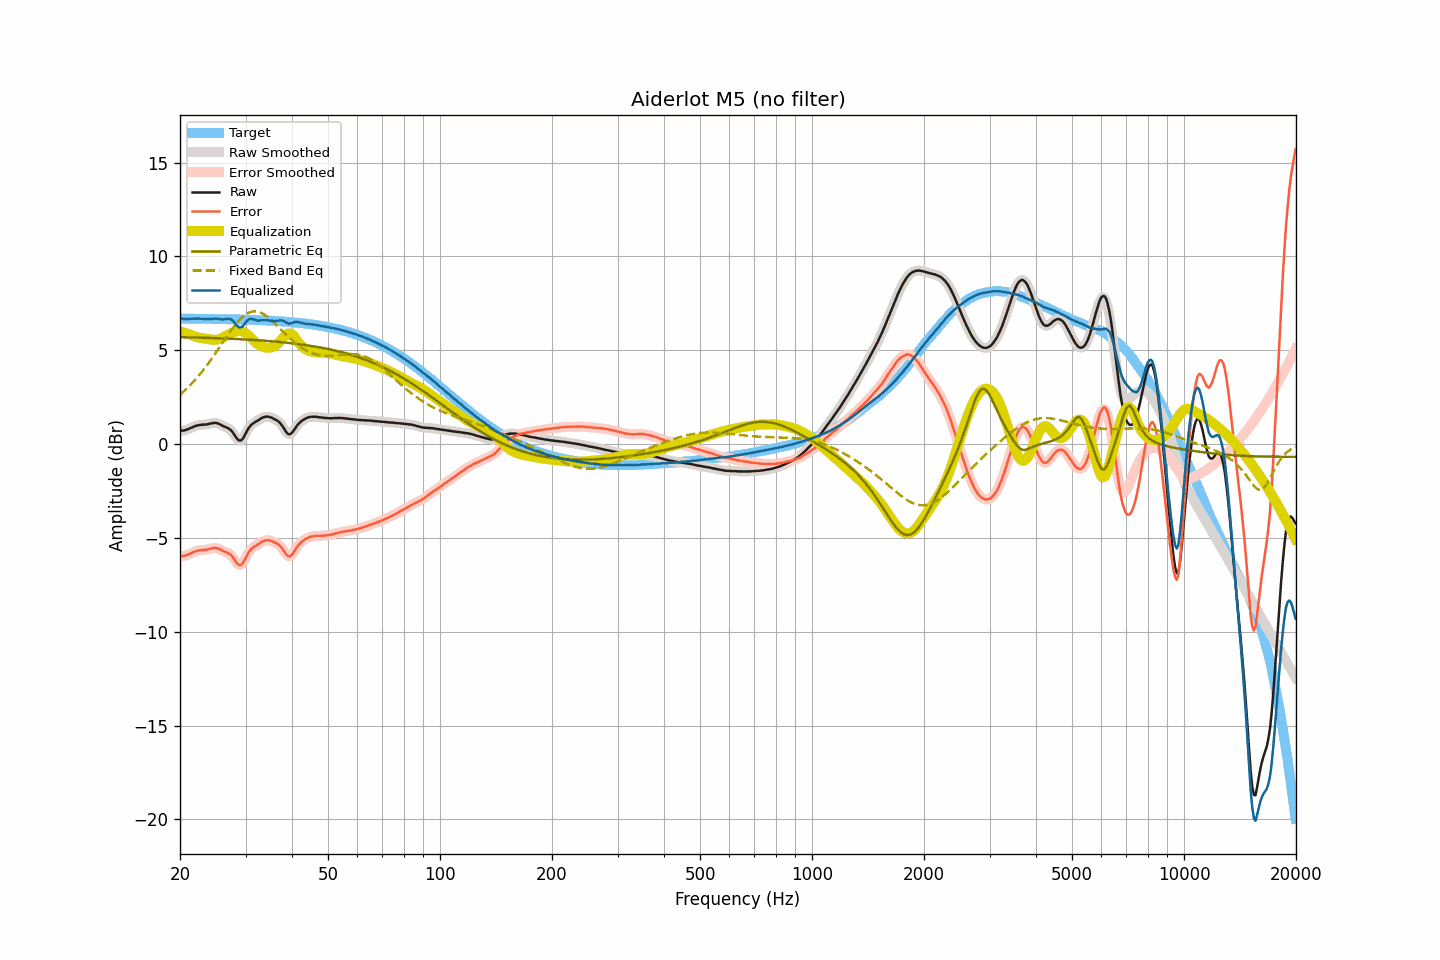 Aiderlot M5 (no filter)
Target
Raw Smoothed
Error Smoothed
Raw
Error
Equalization
Parametric Eq
Fixed Band Eq
Equalized
15
10
5
0
−5
−10
−15
−20
Amplitude (dBr)
20
50
100
200
500
1000
2000
5000
10000
20000
Frequency (Hz)